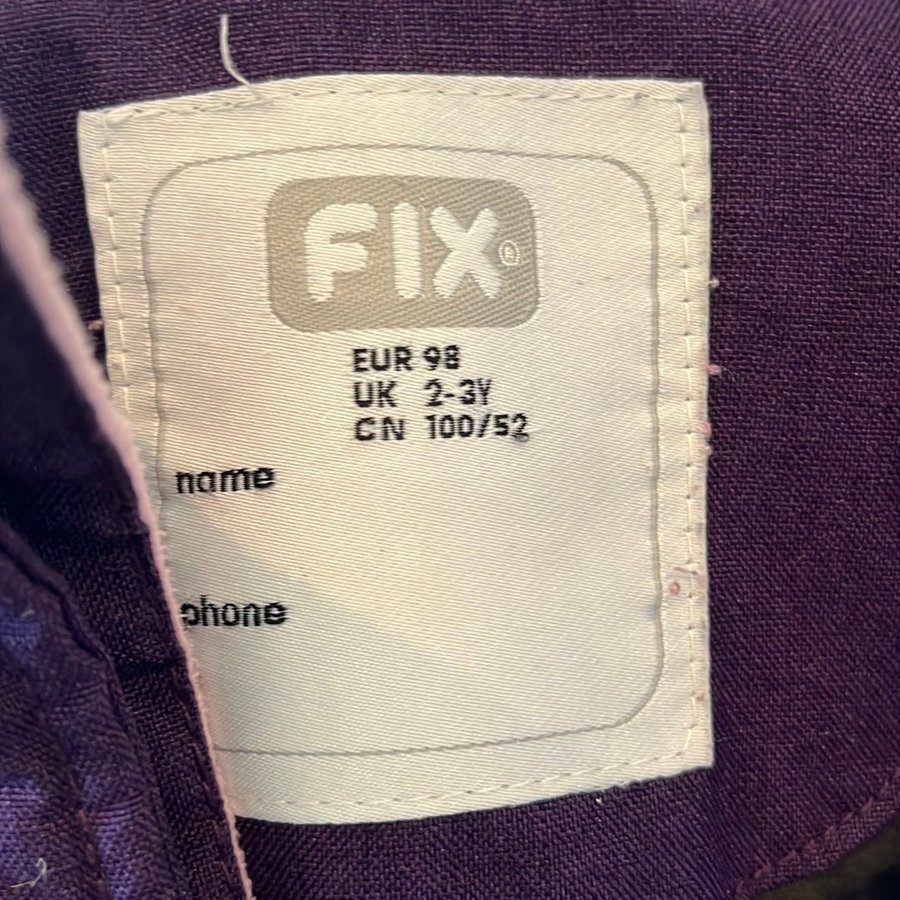 FIX®
EUR 98
UK 2-3Y
CN 100/52
name
phone